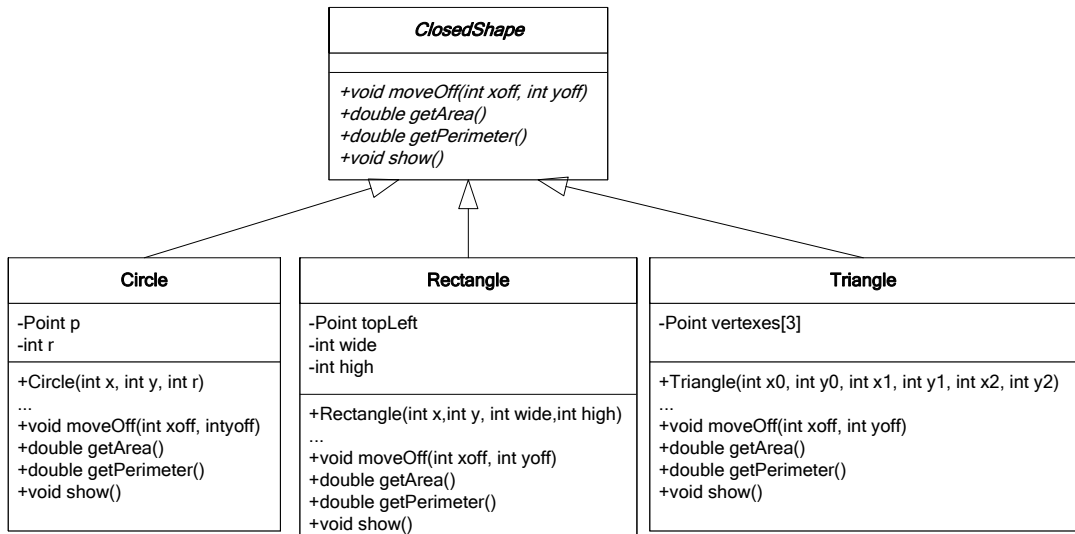 ClosedShape
+void moveOff(int xoff, int yoff)
+double getArea()
+double getPerimeter()
+void show()
Circle
-Point p
-int r
+Circle(int x, int y, int r)
...
+void moveOff(int xoff, intyoff)
+double getArea()
+double getPerimeter()
+void show()
Rectangle
-Point topLeft
-int wide
-int high
+Rectangle(int x,int y, int wide,int high)
...
+void moveOff(int xoff, int yoff)
+double getArea()
+double getPerimeter()
+void show()
Triangle
-Point vertexes[3]
+Triangle(int x0, int y0, int x1, int y1, int x2, int y2)
...
+void moveOff(int xoff, int yoff)
+double getArea()
+double getPerimeter()
+void show()